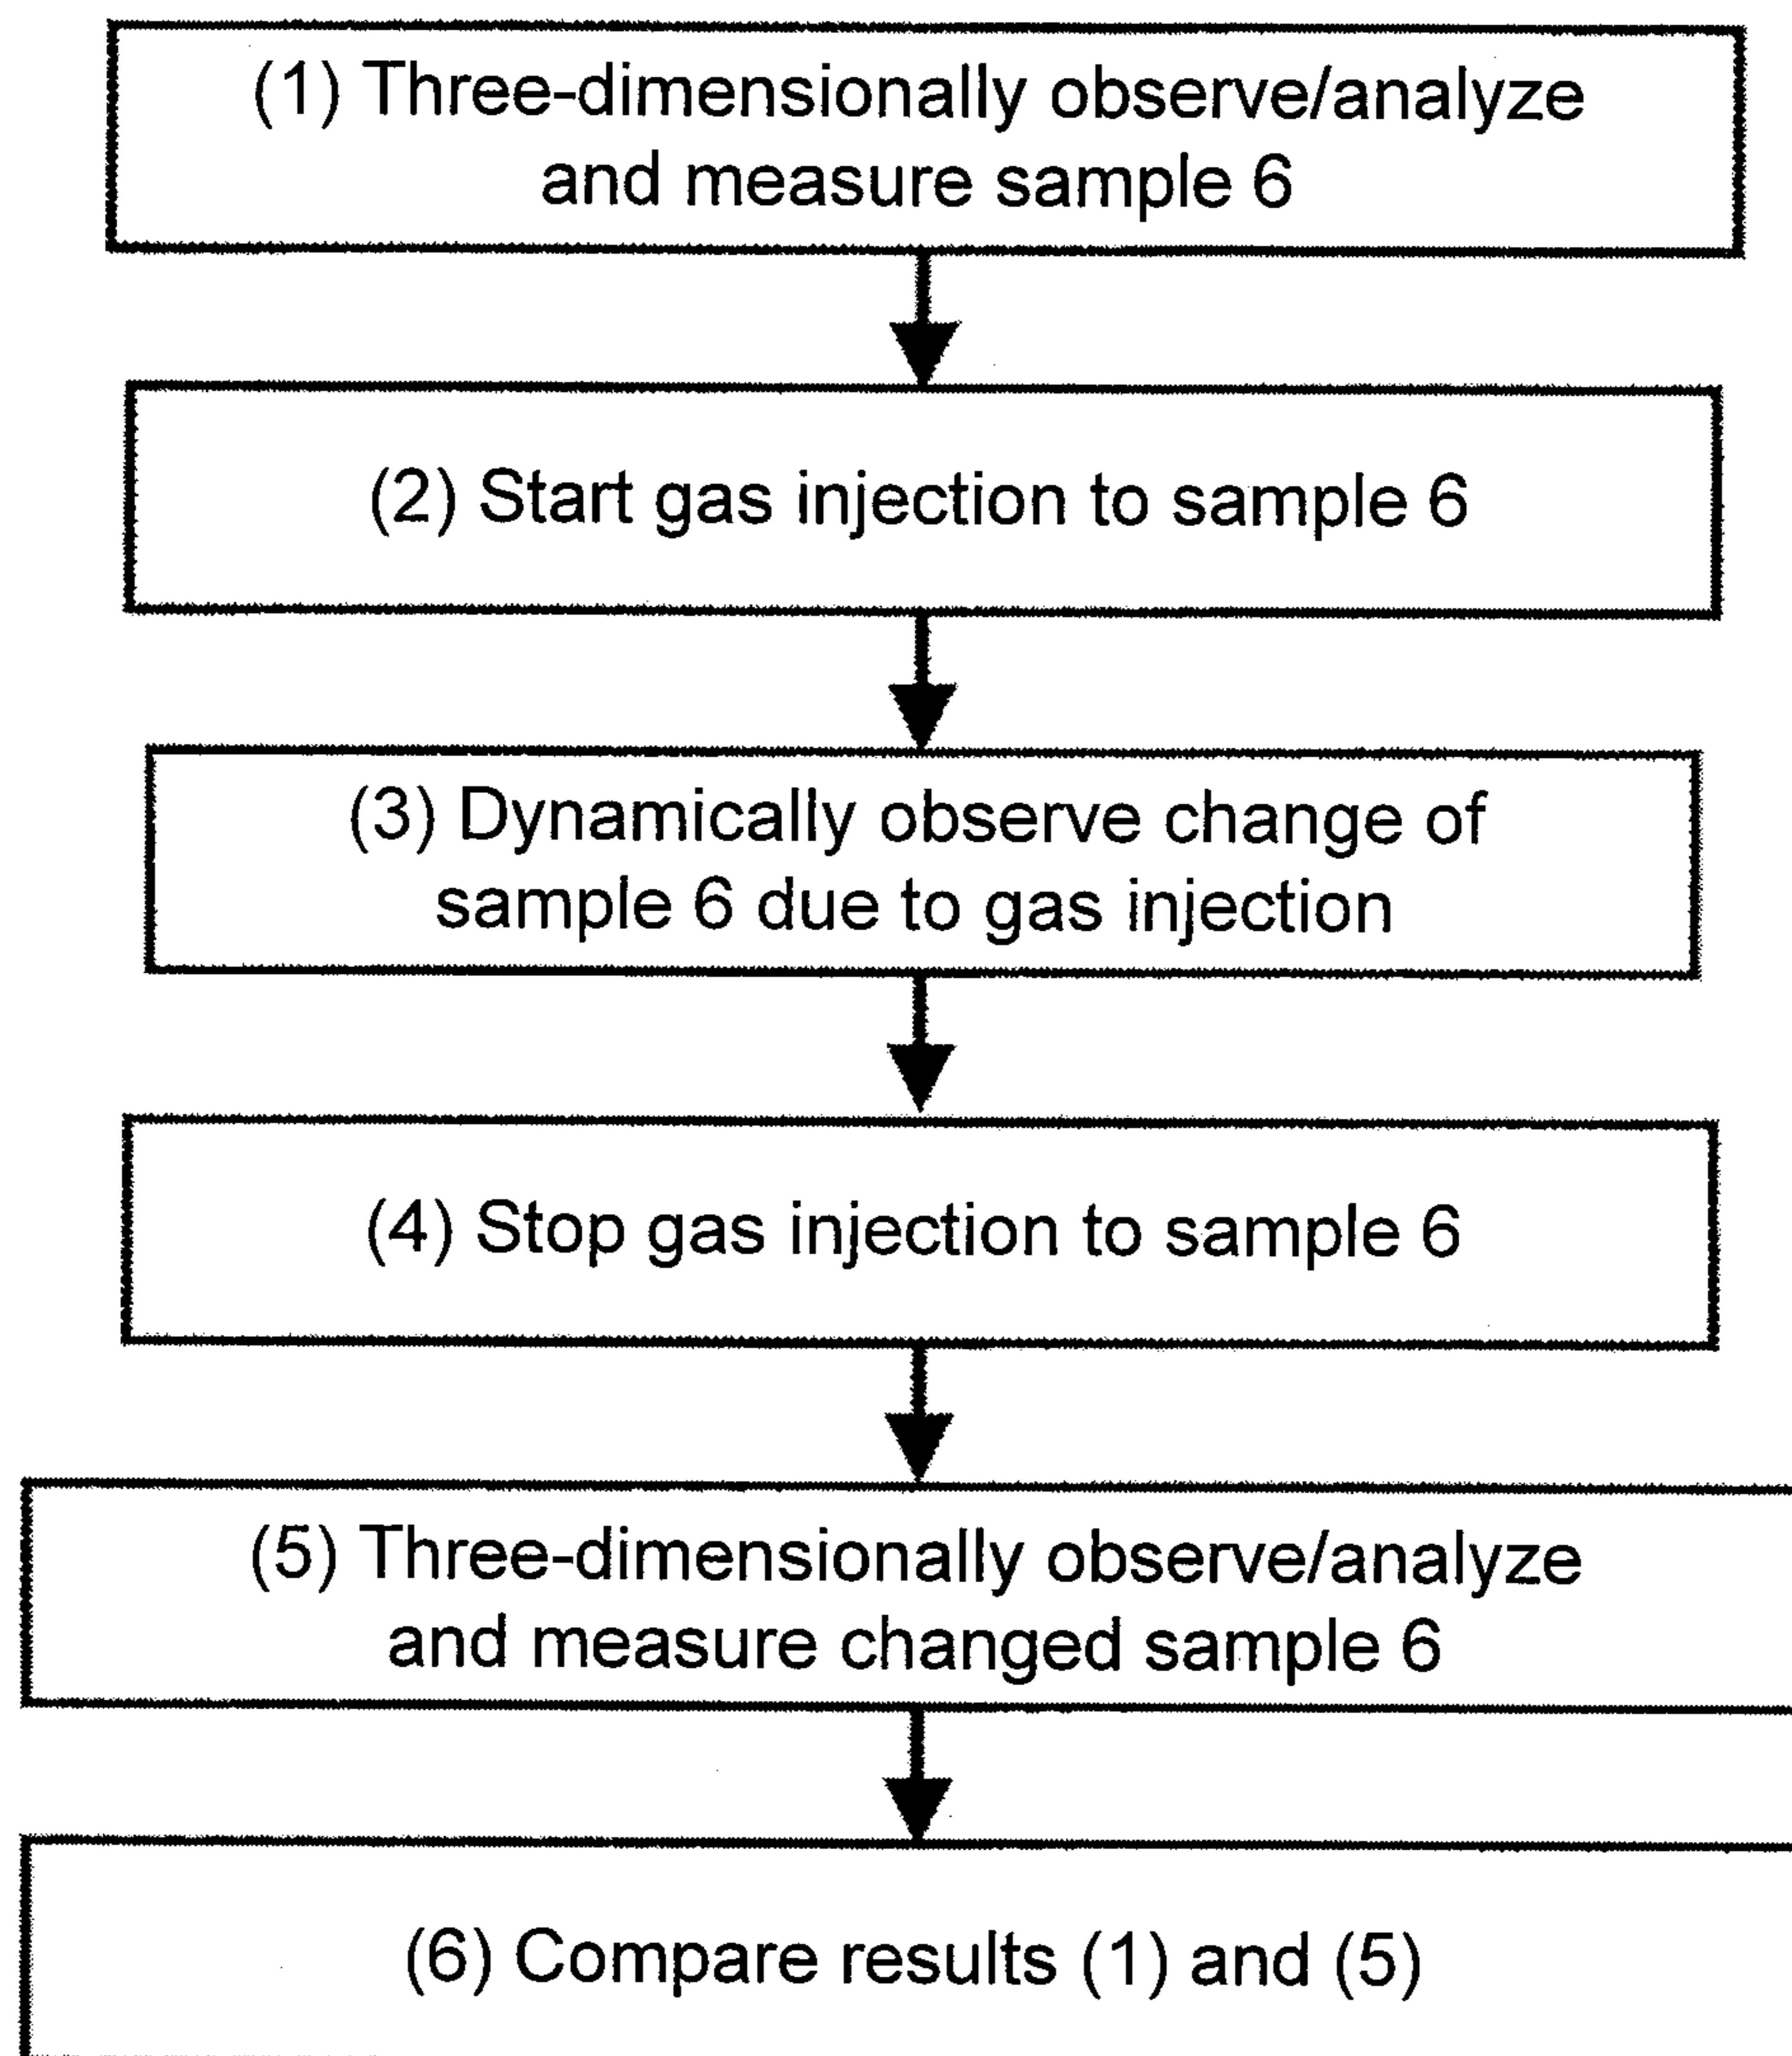 (1) Three-dimensionally observe/analyze
and measure sample 6
(2) Start gas injection to sample 6
(3) Dynamically observe change of
sample 6 due to gas injection
(4) Stop gas injection to sample 6
(5) Three-dimensionally observe/analyze
and measure changed sample 6
(6) Compare results (1) and (5)